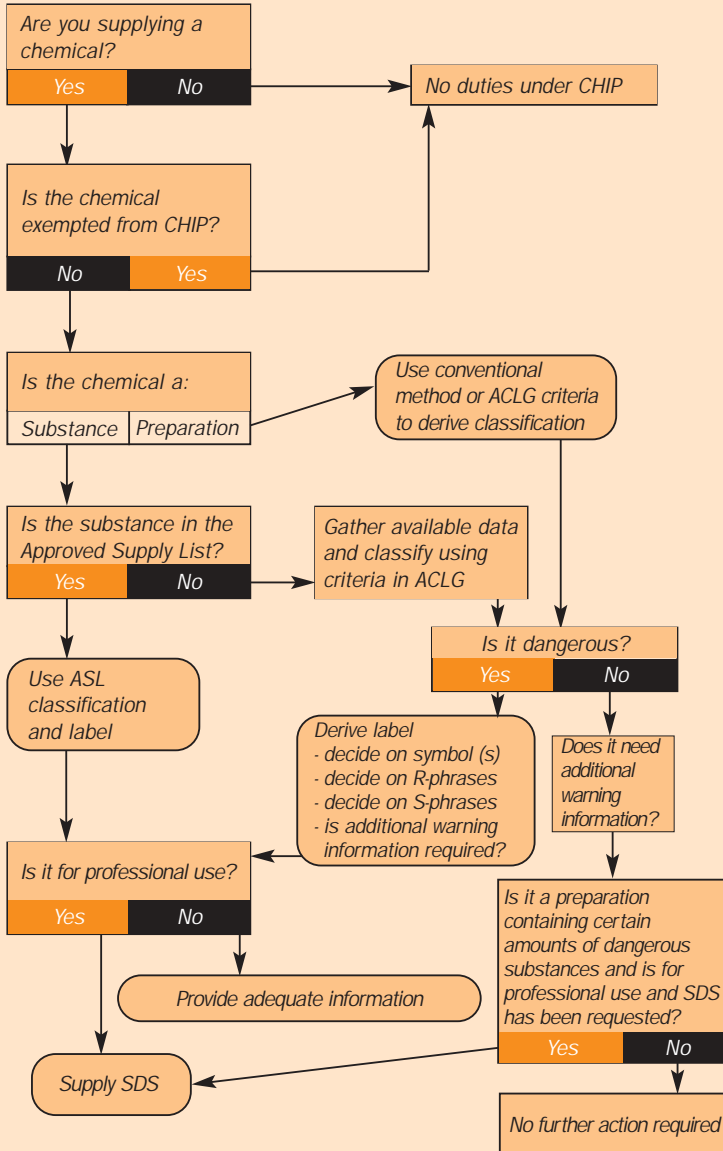 Are you supplying a
chemical?
Yes
No
No duties under CHIP
Is the chemical
exempted from CHIP?
No
Yes
Is the chemical a:
Substance
Preparation
Use conventional
method or ACLG criteria
to derive classification
Is the substance in the
Approved Supply List?
Yes
No
Gather available data
and classify using
criteria in ACLG
Is it dangerous?
Yes
No
Use ASL
classification
and label
Derive label
- decide on symbol (s)
- decide on R-phrases
- decide on S-phrases
- is additional warning
information required?
Does it need
additional
warning
information?
Is it for professional use?
Yes
No
Is it a preparation
containing certain
amounts of dangerous
substances and is for
professional use and SDS
has been requested?
Yes
No
Provide adequate information
Supply SDS
No further action required